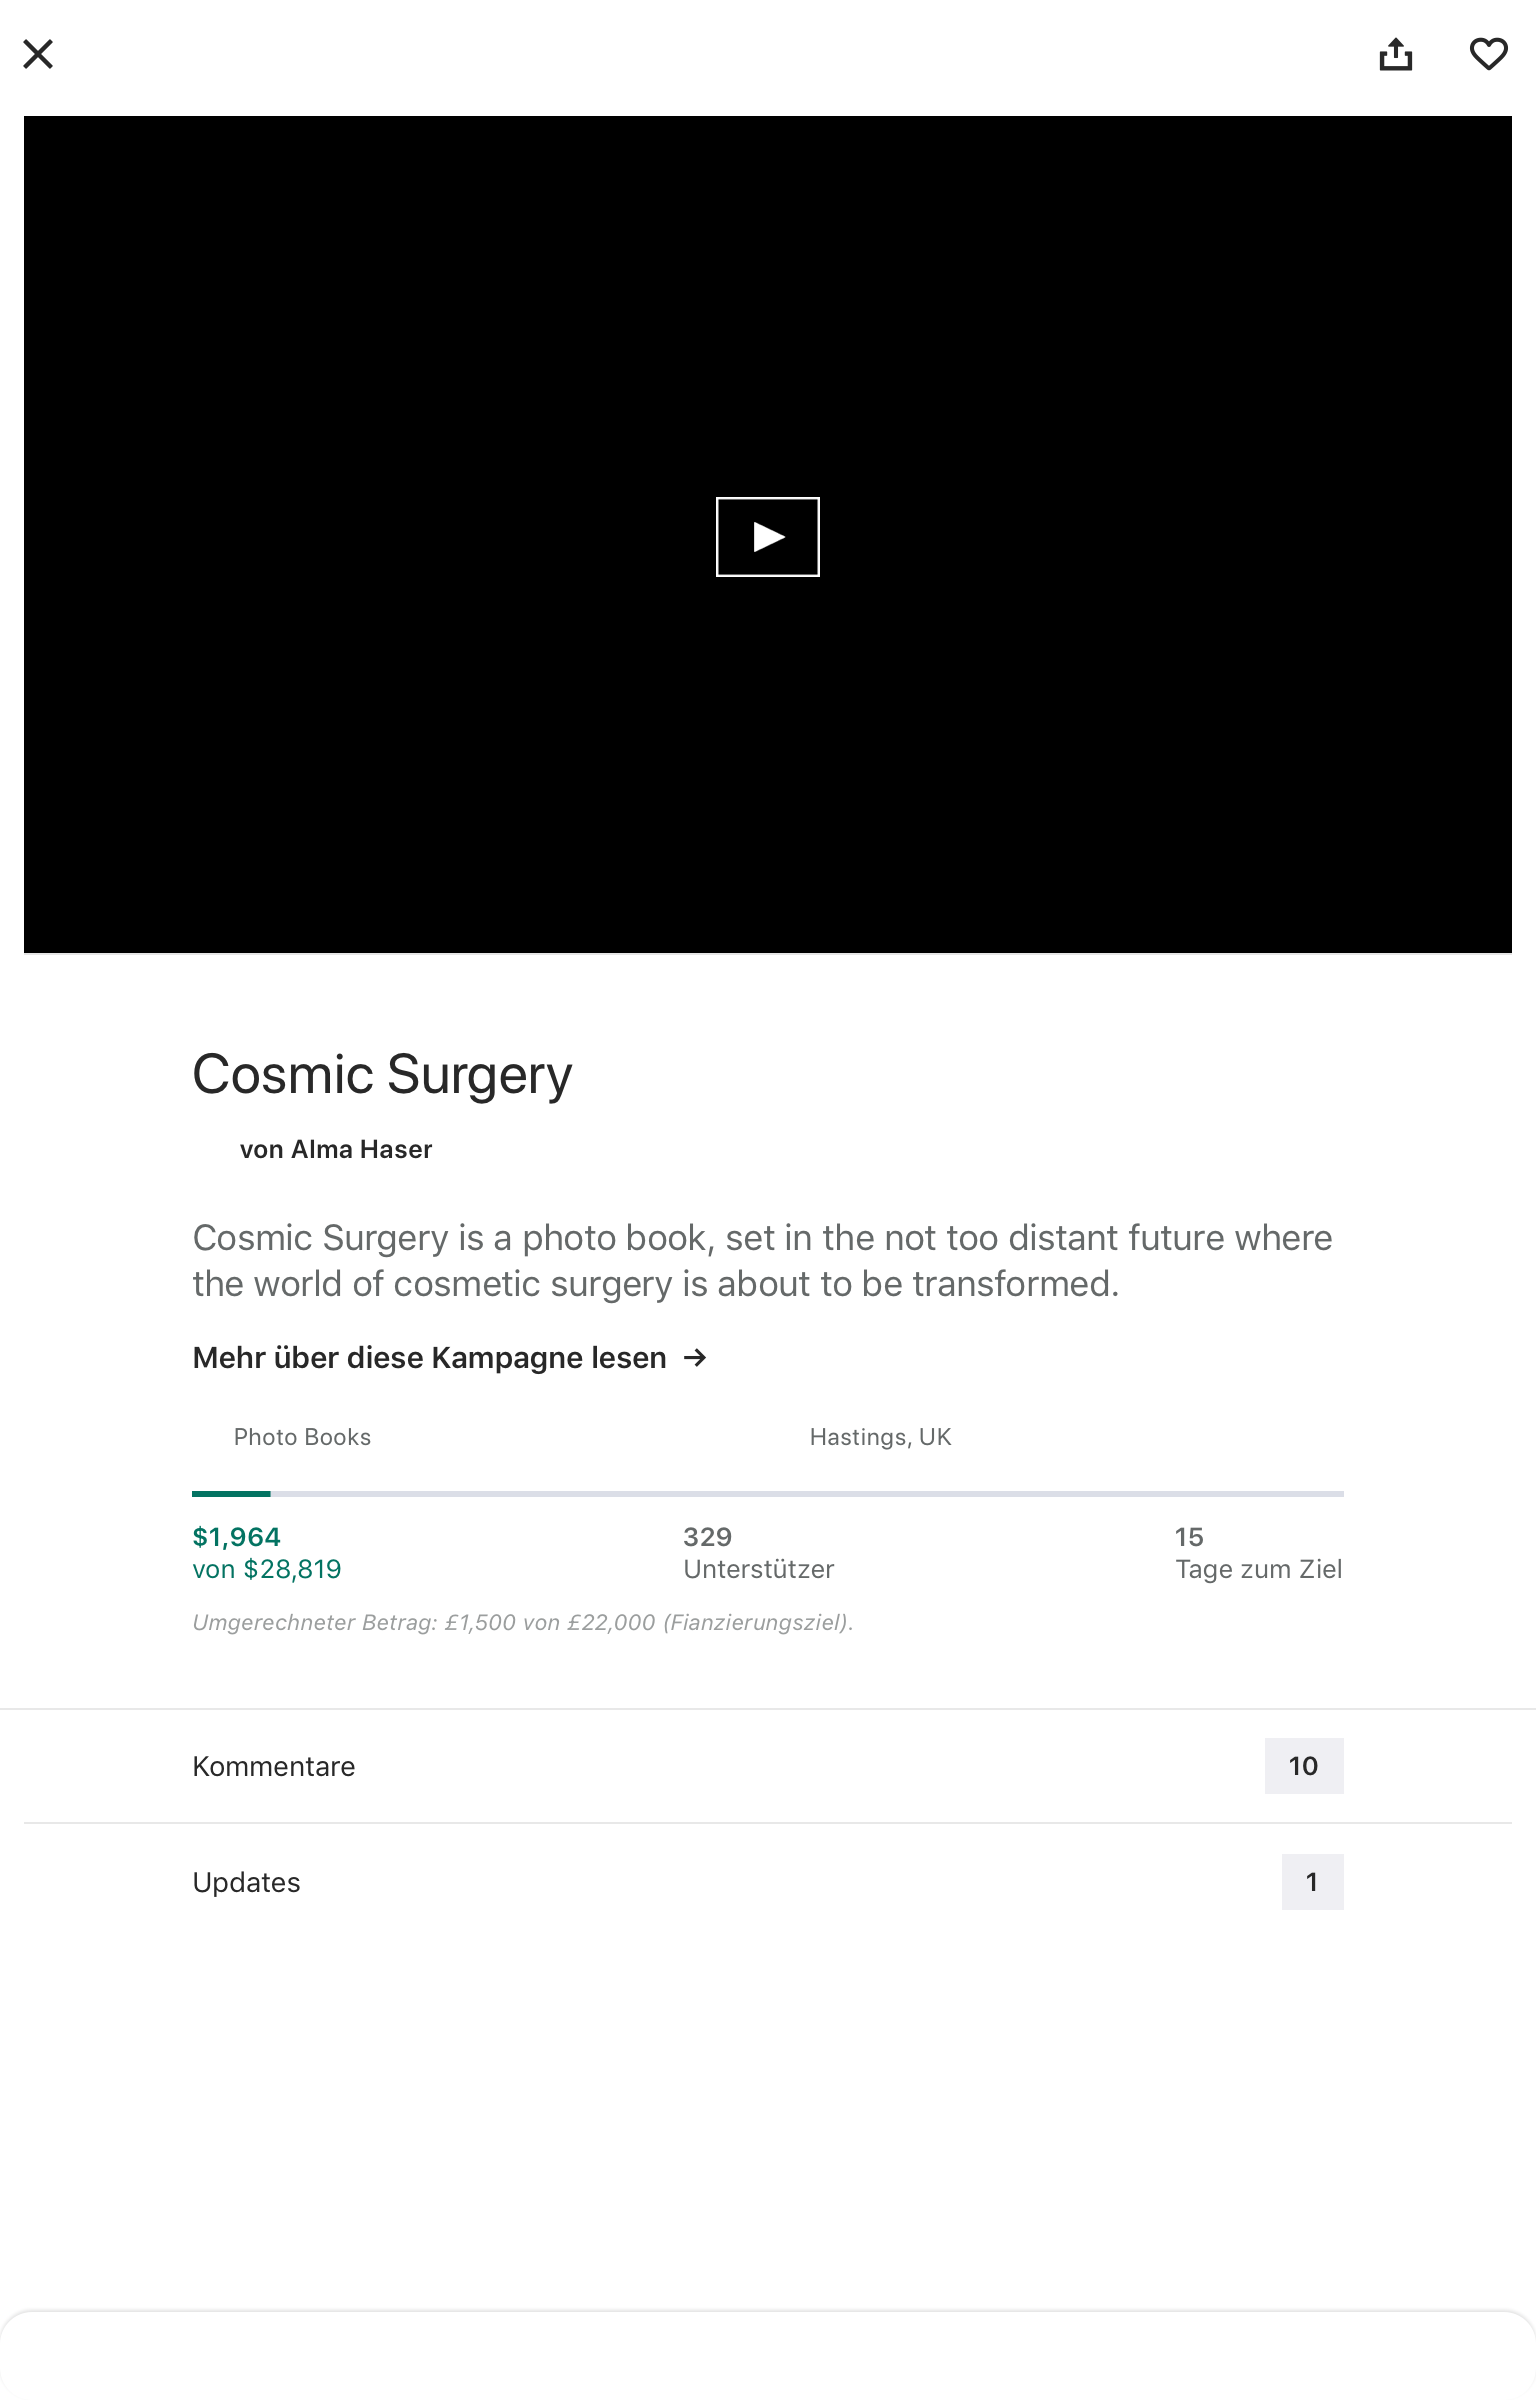 Cosmic Surgery
von Alma Haser
Cosmic Surgery is a photo book, set in the not too distant future where
the world of cosmetic surgery is about to be transformed.
Mehr über diese Kampagne lesen →
Photo Books
Hastings, UK
$1,964
von $28,819
329
Unterstützer
15
Tage zum Ziel
Umgerechneter Betrag: £1,500 von £22,000 (Fianzierungsziel).
Kommentare
10
Updates
1